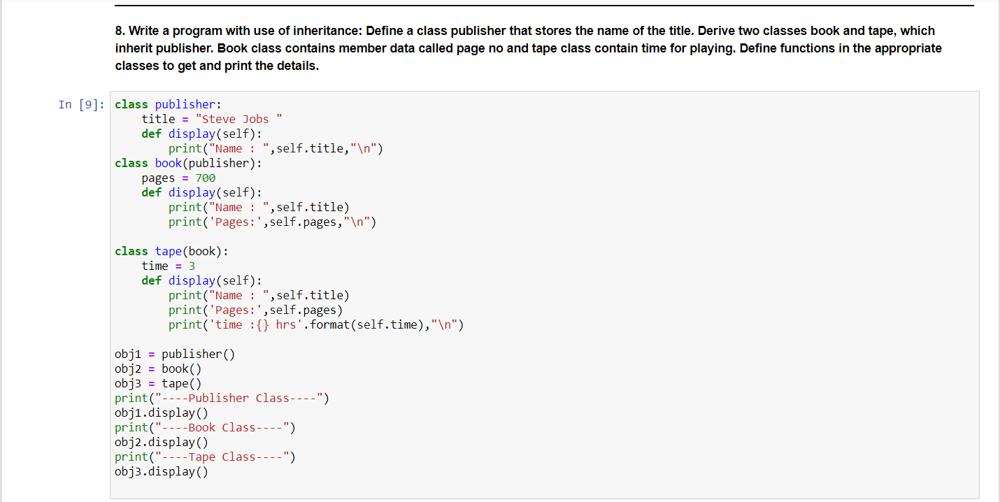 8. Write a program with use of inheritance: Define a class publisher that stores the name of the title. Derive two classes book and tape, which
inherit publisher. Book class contains member data called page no and tape class contain time for playing. Define functions in the appropriate
classes to get and print the details.
In [9]:
class publisher:
    title = "Steve Jobs "
    def display(self):
        print("Name : ",self.title,"\n")
class book(publisher):
    pages = 700
    def display(self):
        print("Name : ",self.title)
        print('Pages:',self.pages,"\n")

class tape(book):
    time = 3
    def display(self):
        print("Name : ",self.title)
        print('Pages:',self.pages)
        print('time :{} hrs'.format(self.time),"\n")

obj1 = publisher()
obj2 = book()
obj3 = tape()
print("----Publisher Class----")
obj1.display()
print("----Book Class----")
obj2.display()
print("----Tape Class----")
obj3.display()